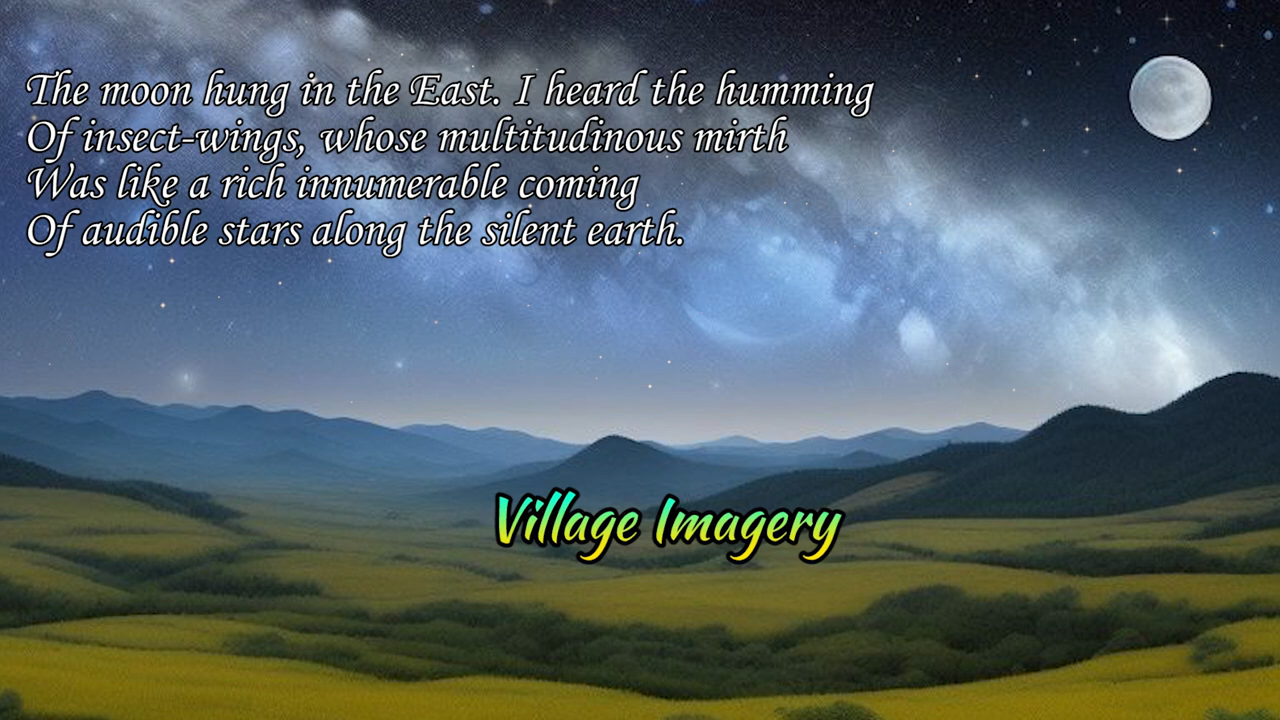 The moon hung in the East. I heard the humming
Of insect-wings, whose multitudinous mirth
Was like a rich innumerable coming
Of audible stars along the silent earth.
Village Imagery